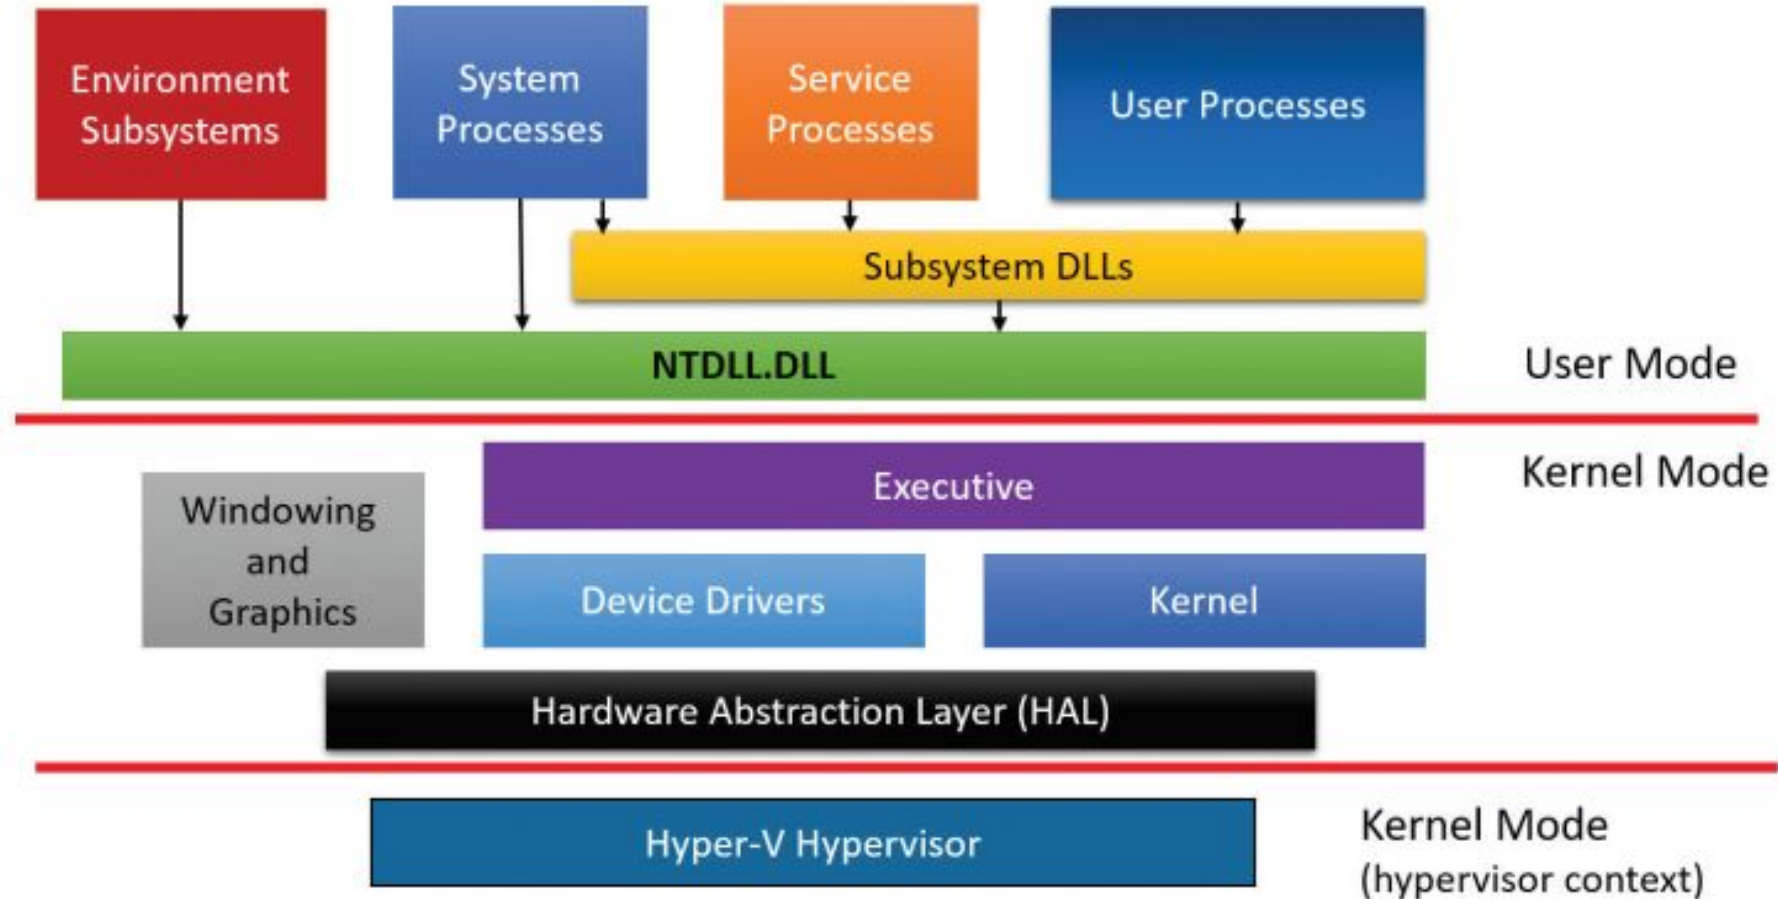 Environment
Subsystems
System
Processes
Service
Processes
User Processes
Subsystem DLLs
NTDLL.DLL
User Mode
Kernel Mode
Executive
Windowing
and
Graphics
Device Drivers
Kernel
Hardware Abstraction Layer (HAL)
Hyper-V Hypervisor
Kernel Mode
(hypervisor context)